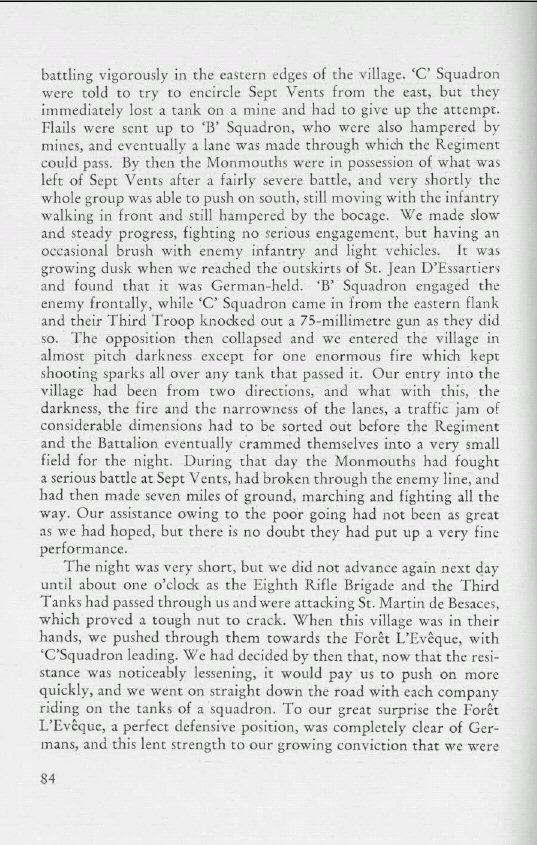 battling vigorously in the eastern edges of the village. ‘C’ Squadron
were told to try to encircle Sept Vents from the east, but they
immediately lost a tank on a mine and had to give up the attempt.
Flails were sent up to ‘B’ Squadron, who were also hampered by
mines, and eventually a lane was made through which the Regiment
could pass. By then the Monmouths were in possession of what was
left of Sept Vents after a fairly severe battle, and very shortly the
whole group was able to push on south, still moving with the infantry
walking in front and still hampered by the bocage. We made slow
and steady progress, fighting no serious engagement, but having an
occasional brush with enemy infantry and light vehicles. It was
growing dusk when we reached the outskirts of St. Jean D’Essartiers
and found that it was German-held. ‘B’ Squadron engaged the
enemy frontally, while ‘C’ Squadron came in from the eastern flank
and their Third Troop knocked out a 75-millimetre gun as they did
so. The opposition then collapsed and we entered the village in
almost pitch darkness except for one enormous fire which kept
shooting sparks all over any tank that passed it. Our entry into the
village had been from two directions, and what with this, the
darkness, the fire and the narrowness of the lanes, a traffic jam of
considerable dimensions had to be sorted out before the Regiment
and the Battalion eventually crammed themselves into a very small
field for the night. During that day the Monmouths had fought
a serious battle at Sept Vents, had broken through the enemy line, and
had then made seven miles of ground, marching and fighting all the
way. Our assistance owing to the poor going had not been as great
as we had hoped, but there is no doubt they had put up a very fine
performance.
The night was very short, but we did not advance again next day
until about one o’clock as the Eighth Rifle Brigade and the Third
Tanks had passed through us and were attacking St. Martin de Besaces,
which proved a tough nut to crack. When this village was in their
hands, we pushed through them towards the Forêt L’Evêque, with
‘C’Squadron leading. We had decided by then that, now that the resi-
stance was noticeably lessening, it would pay us to push on more
quickly, and we went on straight down the road with each company
riding on the tanks of a squadron. To our great surprise the Forêt
L’Evêque, a perfect defensive position, was completely clear of Ger-
mans, and this lent strength to our growing conviction that we were
84